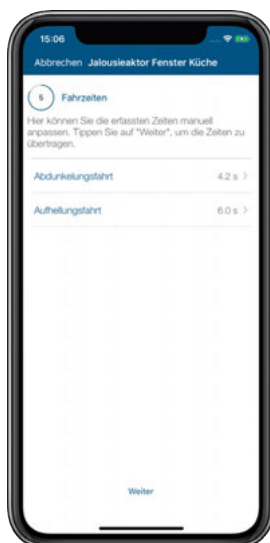 15:06
Abbrechen Jalousieaktor Fenster Küche
5 Fahrzeiten
Hier können Sie die erfassten Zeiten manuell
anpassen. Tippen Sie auf "Weiter", um die Zeiten zu
übertragen.
Abdunkelungsfahrt 4.2 s
Aufhellungsfahrt 6.0 s
Weiter